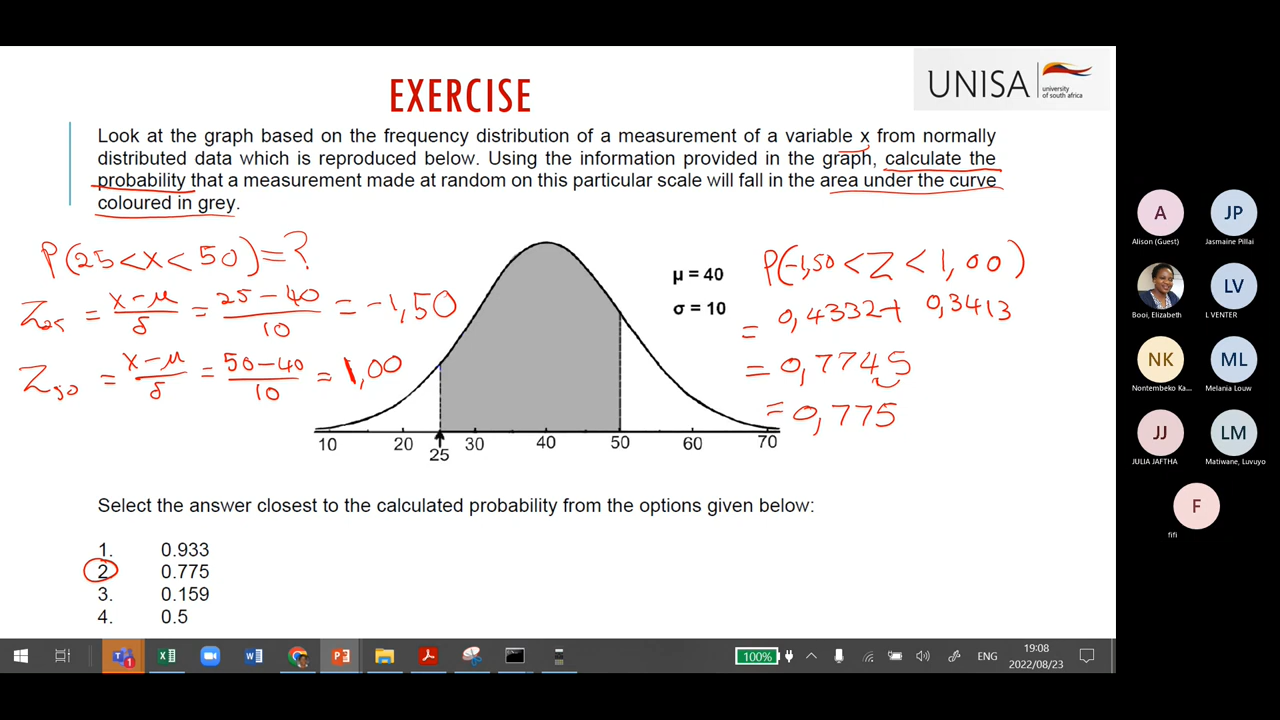 EXERCISE
UNISA
university
of south africa
Look at the graph based on the frequency distribution of a measurement of a variable x from normally
distributed data which is reproduced below. Using the information provided in the graph, calculate the
probability that a measurement made at random on this particular scale will fall in the area under the curve
coloured in grey.
P(25<x<50)=?
Z25 = x-μ/δ = 25-40/10 = -1,50
Z50 = x-μ/δ = 50-40/10 = 1,00
μ = 40
σ = 10
P(-1,50<Z<1,00)
= 0,4332+ 0,3413
= 0,7745
= 0,775
10 20 30 40 50 60 70
25
Select the answer closest to the calculated probability from the options given below:
1. 0.933
2. 0.775
3. 0.159
4. 0.5
A
Alison (Guest)
JP
Jasmaine Pillai
Booi, Elizabeth
LV
L VENTER
NK
Nontembeko Ka...
ML
Melania Louw
JJ
JULIA JAFTHA
LM
Matiwane, Luvuyo
F
fifi
100%
ENG
19:08
2022/08/23